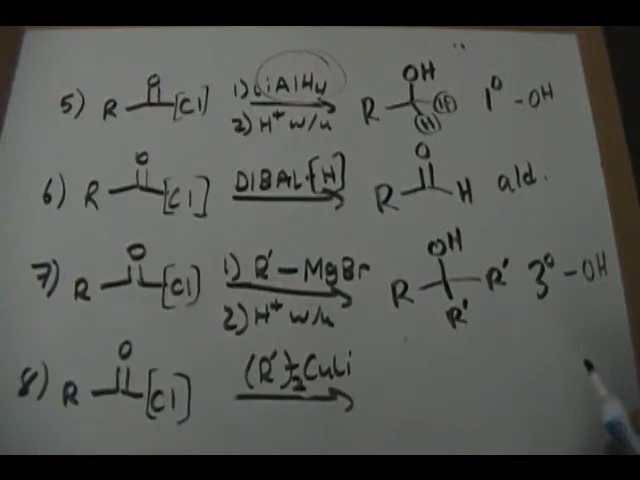 5) R O [Cl] 1) LiAlH4 2) H+ w/u R OH H H 1° -OH
6) R O [Cl] DIBAL-[H] R O H ald.
7) R O [Cl] 1) R' - MgBr 2) H+ w/u R OH R' R' 3° -OH
8) R O [Cl] (R')2CuLi